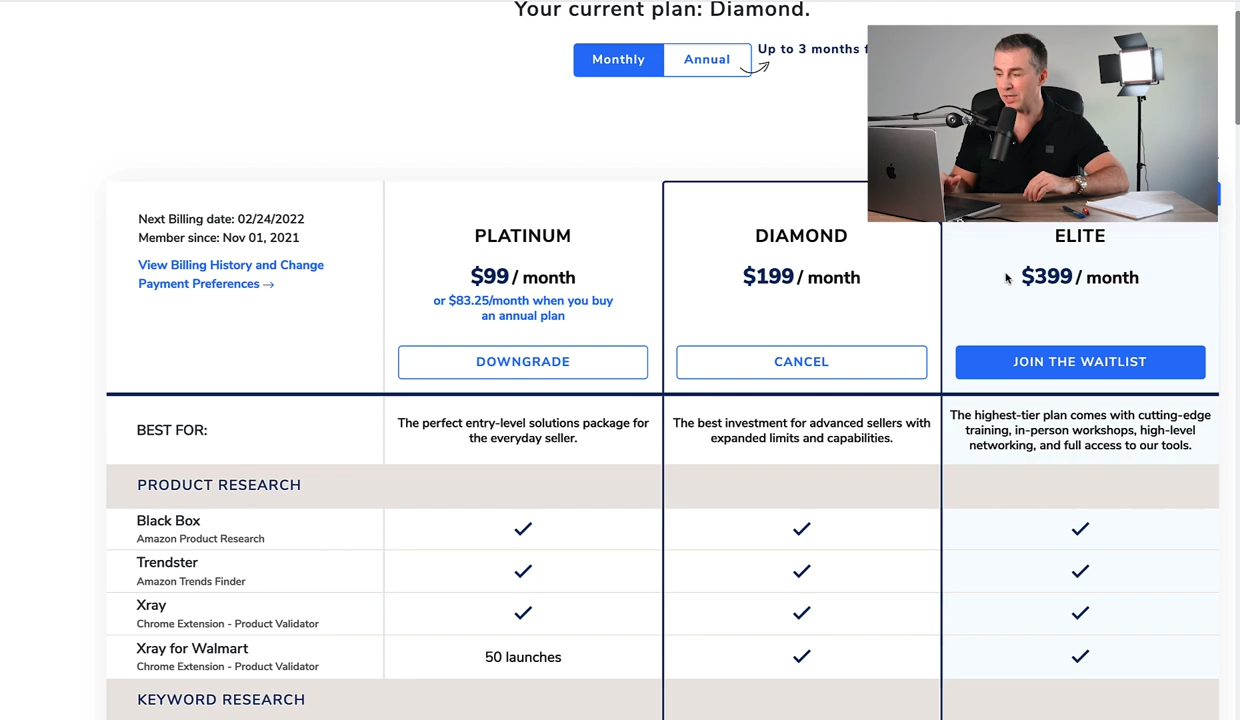 Your current plan: Diamond.
Monthly
Annual
Up to 3 months
Next Billing date: 02/24/2022
Member since: Nov 01, 2021
View Billing History and Change
Payment Preferences →
PLATINUM
$99 / month
or $83.25/month when you buy
an annual plan
DOWNGRADE
DIAMOND
$199 / month
CANCEL
ELITE
$399 / month
JOIN THE WAITLIST
BEST FOR:
The perfect entry-level solutions package for
the everyday seller.
The best investment for advanced sellers with
expanded limits and capabilities.
The highest-tier plan comes with cutting-edge
training, in-person workshops, high-level
networking, and full access to our tools.
PRODUCT RESEARCH
Black Box
Amazon Product Research
Trendster
Amazon Trends Finder
Xray
Chrome Extension - Product Validator
Xray for Walmart
Chrome Extension - Product Validator
50 launches
KEYWORD RESEARCH